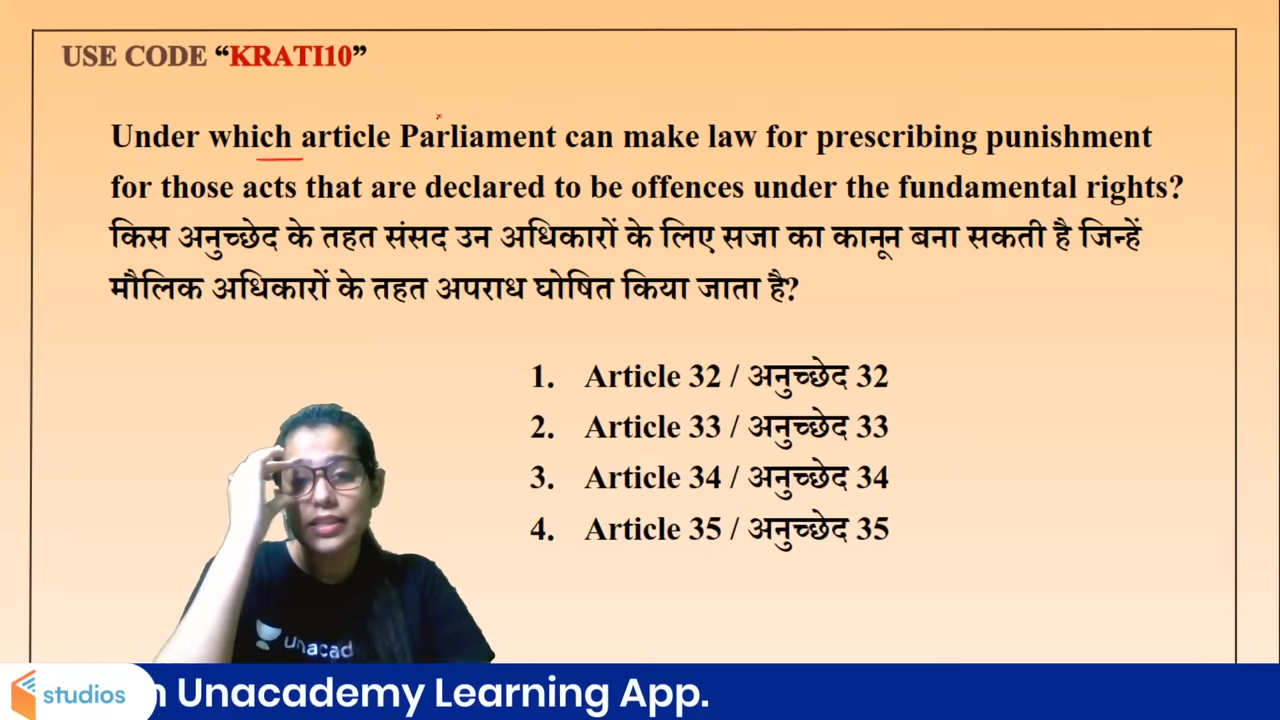 USE CODE “KRATI10”
Under which article Parliament can make law for prescribing punishment
for those acts that are declared to be offences under the fundamental rights?
किस अनुच्छेद के तहत संसद उन अधिकारों के लिए सजा का कानून बना सकती है जिन्हें
मौलिक अधिकारों के तहत अपराध घोषित किया जाता है?
1. Article 32 / अनुच्छेद 32
2. Article 33 / अनुच्छेद 33
3. Article 34 / अनुच्छेद 34
4. Article 35 / अनुच्छेद 35
unacad
studios n Unacademy Learning App.